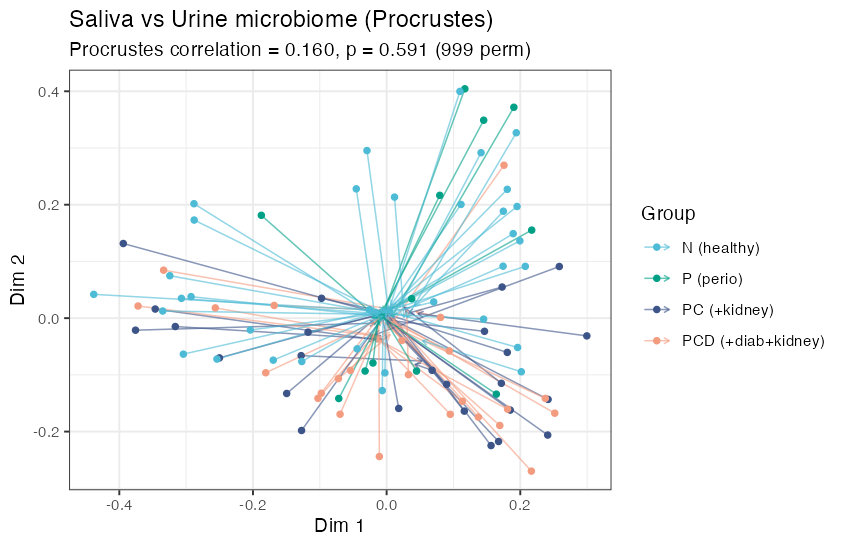 Saliva vs Urine microbiome (Procrustes)
Procrustes correlation = 0.160, p = 0.591 (999 perm)
0.4
0.2
0.0
-0.2
Dim 2
-0.4
-0.2
0.0
0.2
Dim 1
Group
N (healthy)
P (perio)
PC (+kidney)
PCD (+diab+kidney)